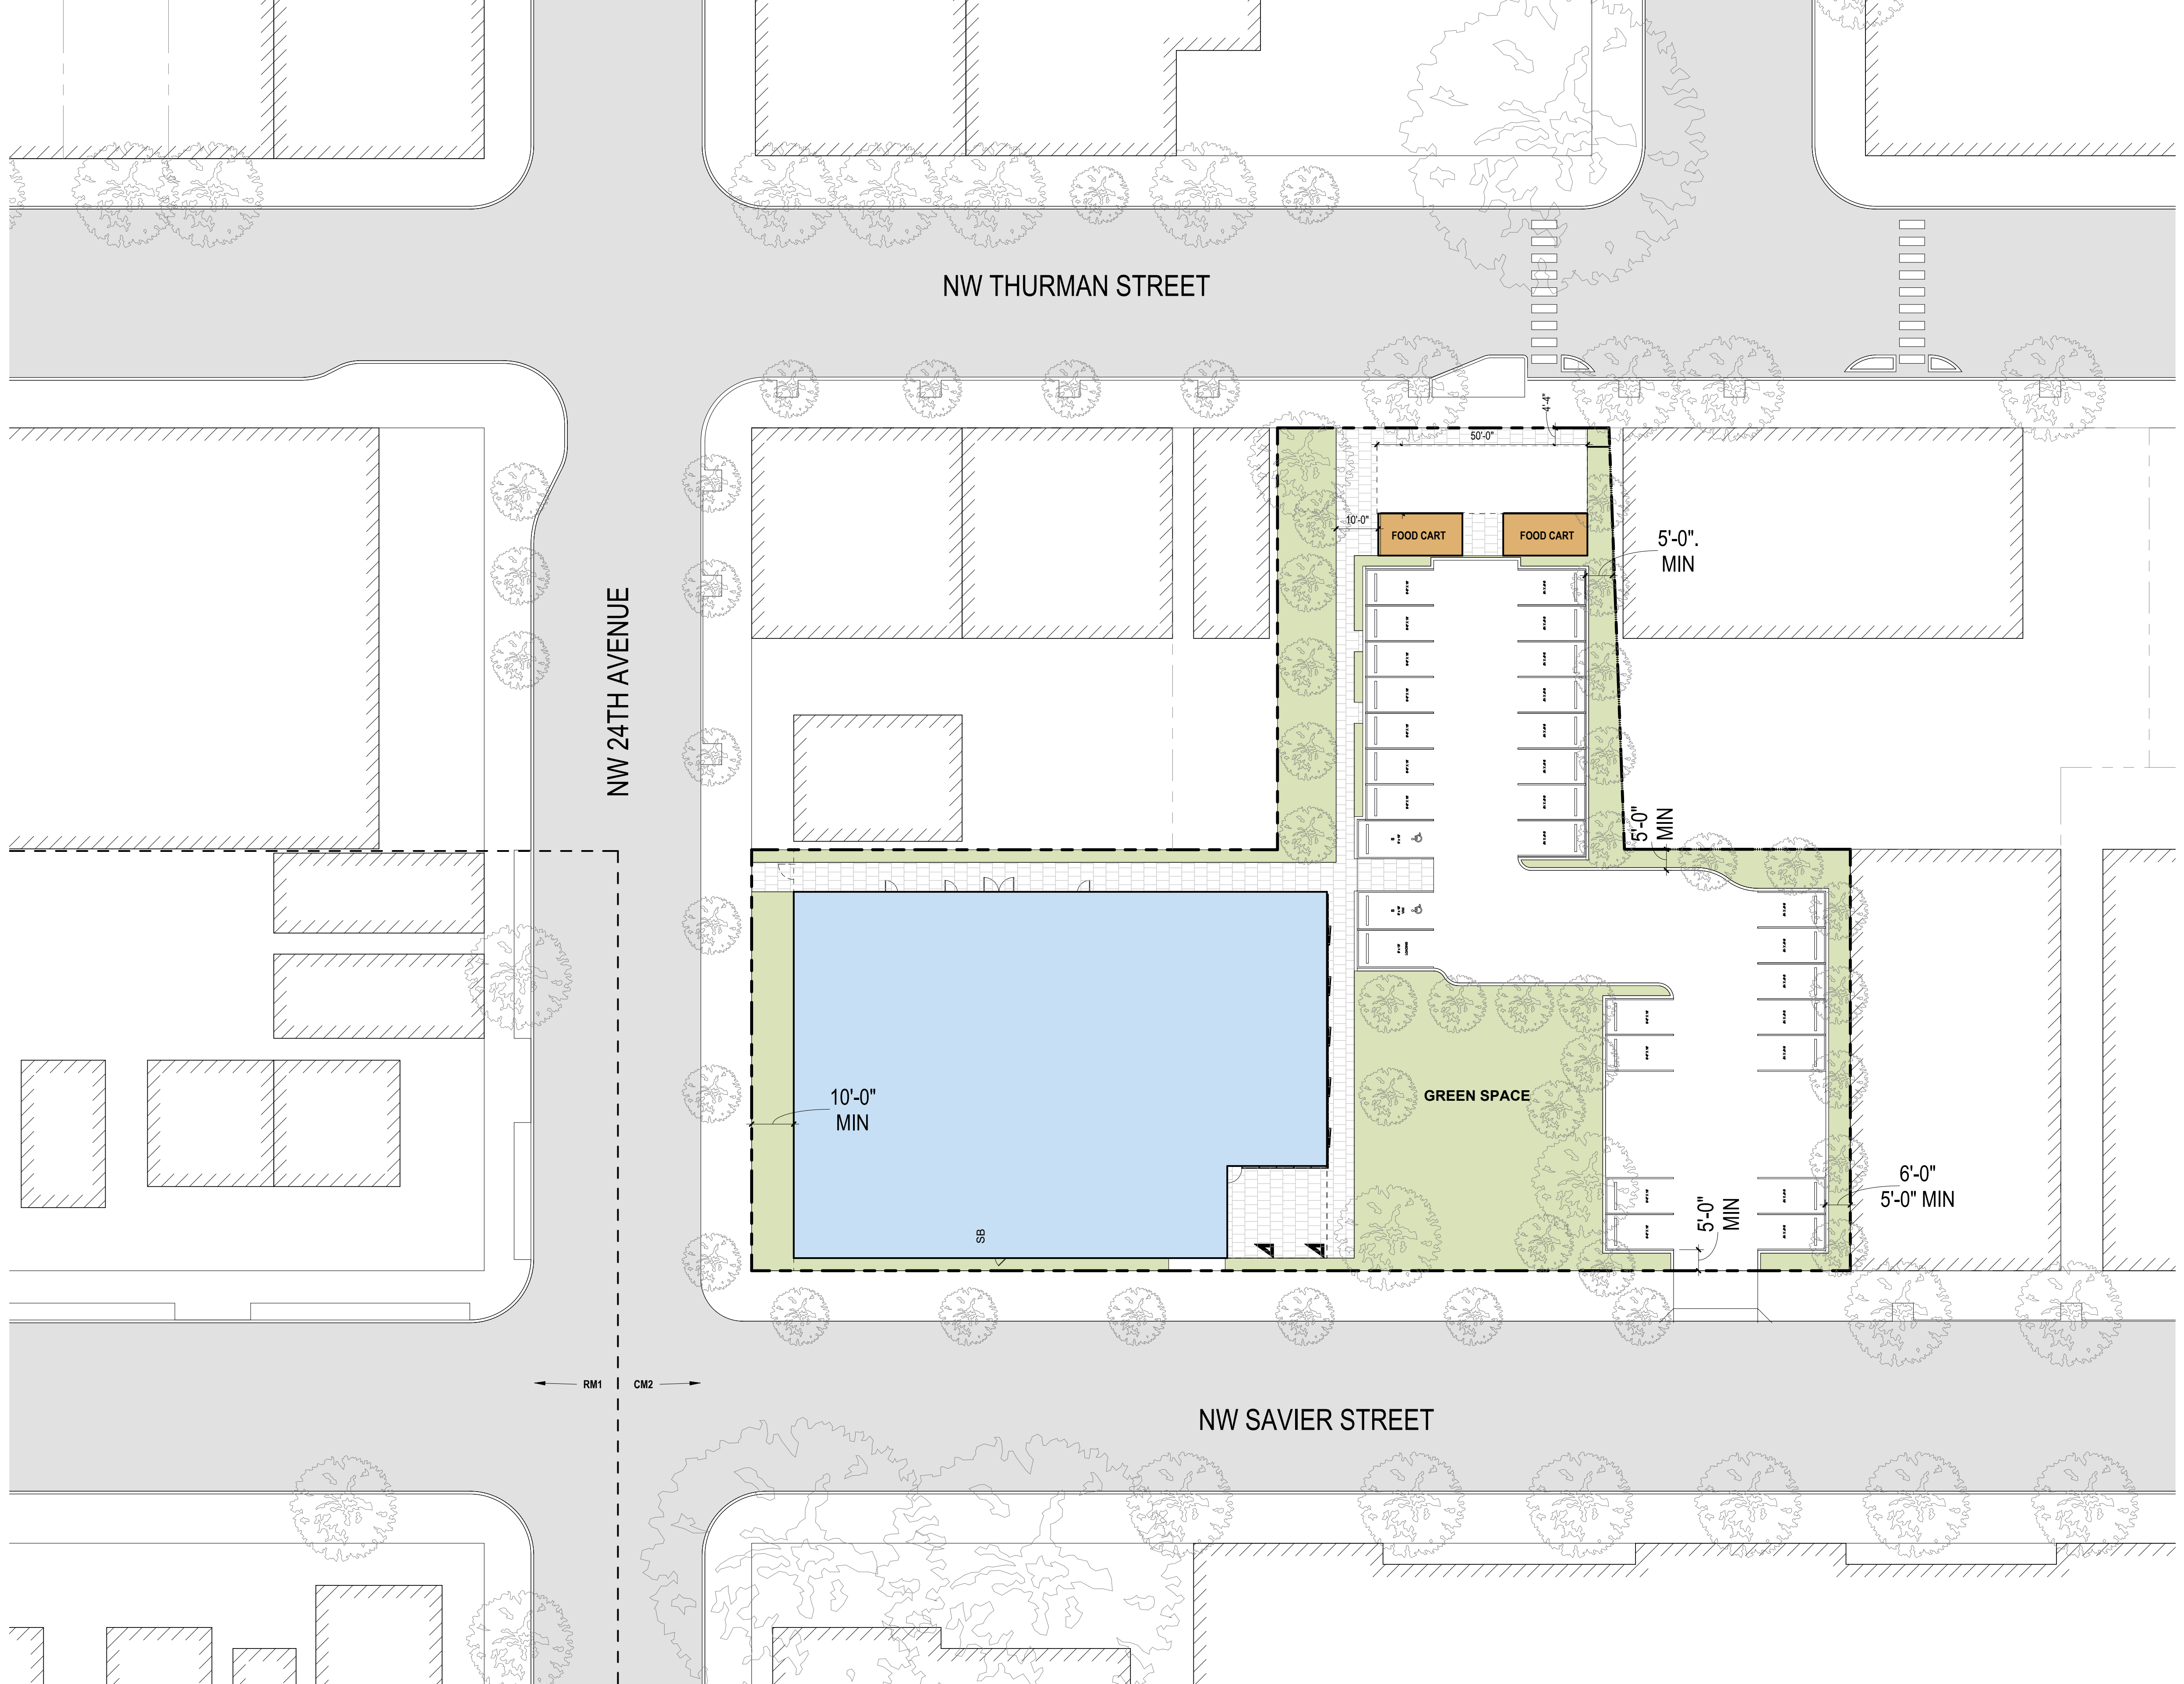 NW THURMAN STREET
4'-4"
50'-0"
10'-0"
FOOD CART
FOOD CART
5'-0".
MIN
NW 24TH AVENUE
5'-0"
MIN
10'-0"
MIN
GREEN SPACE
6'-0"
5'-0" MIN
5'-0"
MIN
SB
RM1
CM2
NW SAVIER STREET